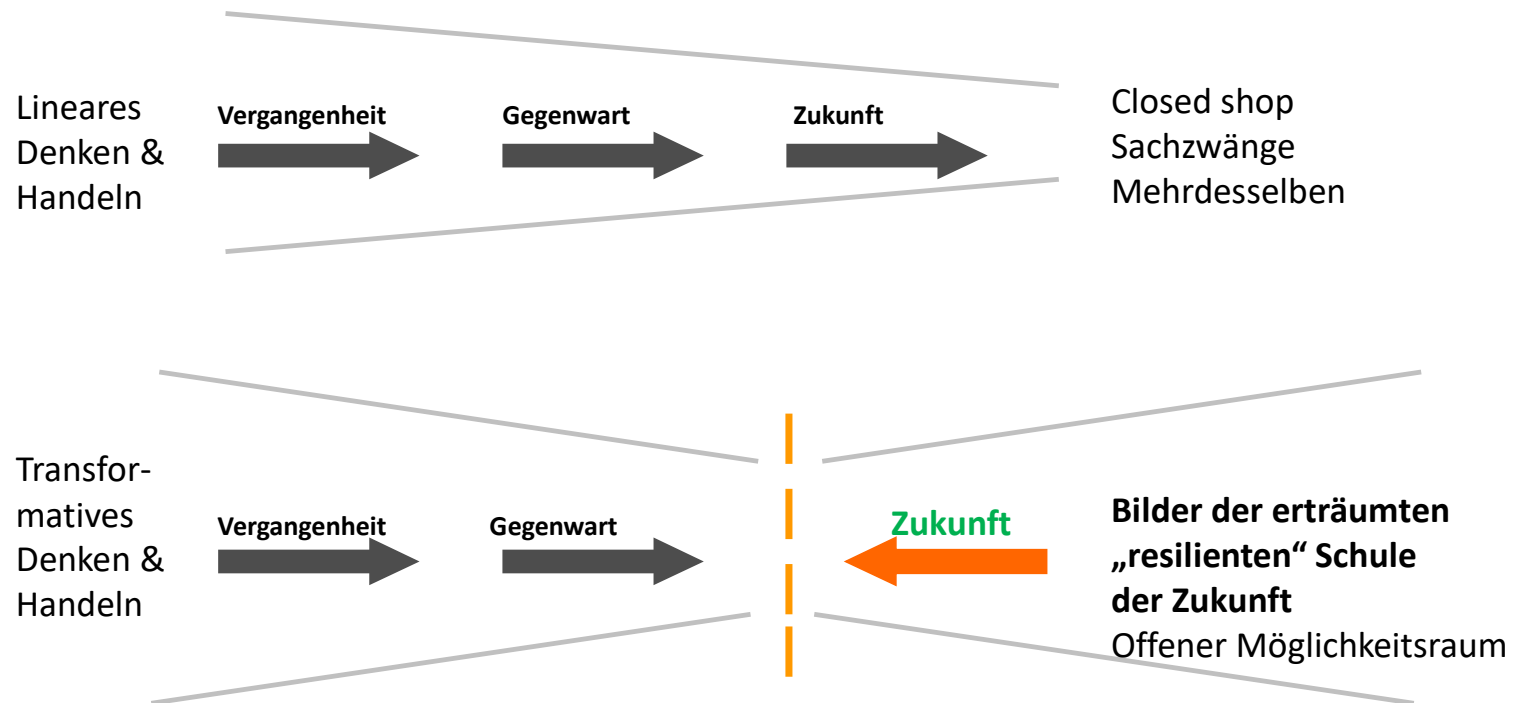 Lineares
Denken &
Handeln
Vergangenheit
Gegenwart
Zukunft
Closed shop
Sachzwänge
Mehrdesselben
Transfor-
matives
Denken &
Handeln
Vergangenheit
Gegenwart
Zukunft
Bilder der erträumten
„resilienten“ Schule
der Zukunft
Offener Möglichkeitsraum